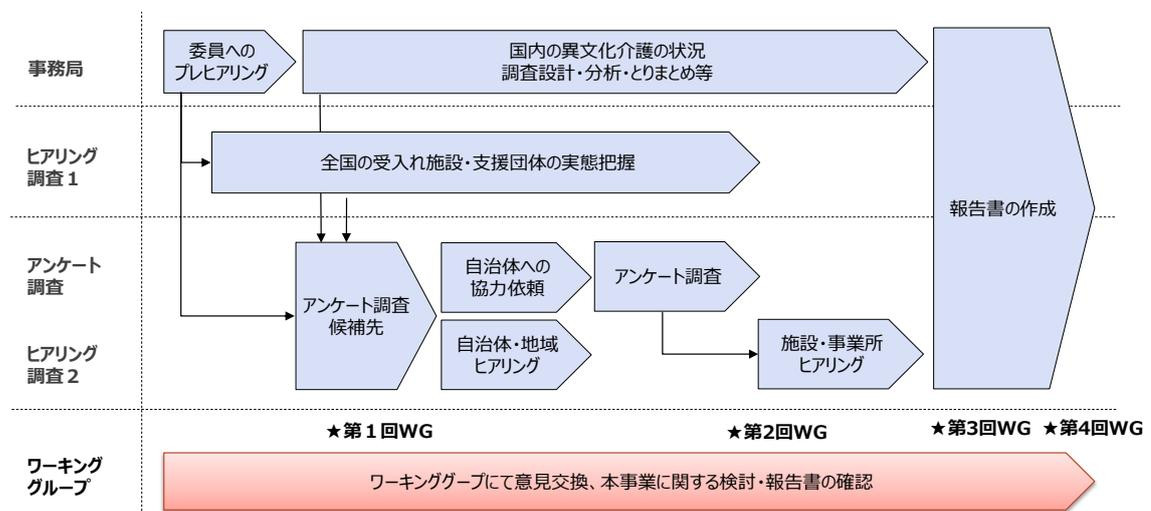 事務局
委員への
プレヒアリング
国内の異文化介護の状況
調査設計・分析・とりまとめ等
ヒアリング
調査１
全国の受入れ施設・支援団体の実態把握
報告書の作成
アンケート
調査
アンケート調査
候補先
自治体への
協力依頼
アンケート調査
ヒアリング
調査2
自治体・地域
ヒアリング
施設・事業所
ヒアリング
★第１回WG
★第2回WG
★第3回WG
★第4回WG
ワーキング
グループ
ワーキンググープにて意見交換、本事業に関する検討・報告書の確認